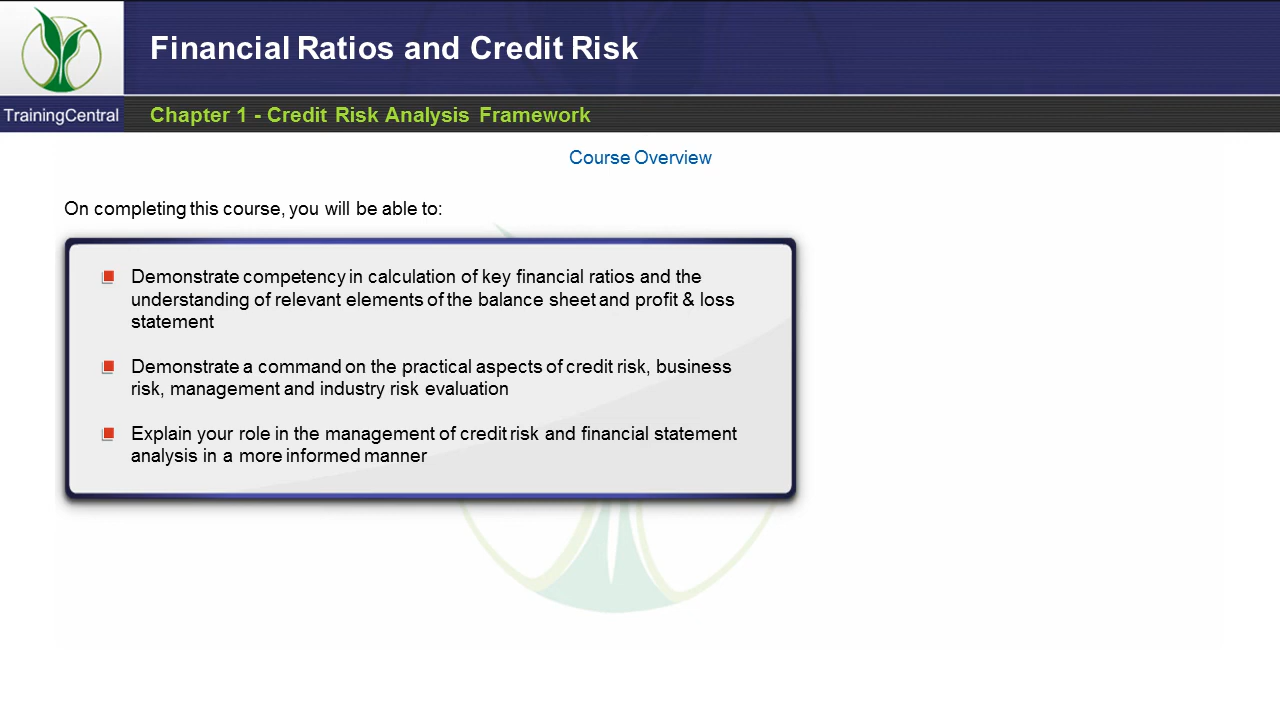 Financial Ratios and Credit Risk
TrainingCentral
Chapter 1 - Credit Risk Analysis Framework
Course Overview
On completing this course, you will be able to:
Demonstrate competency in calculation of key financial ratios and the
understanding of relevant elements of the balance sheet and profit & loss
statement
Demonstrate a command on the practical aspects of credit risk, business
risk, management and industry risk evaluation
Explain your role in the management of credit risk and financial statement
analysis in a more informed manner